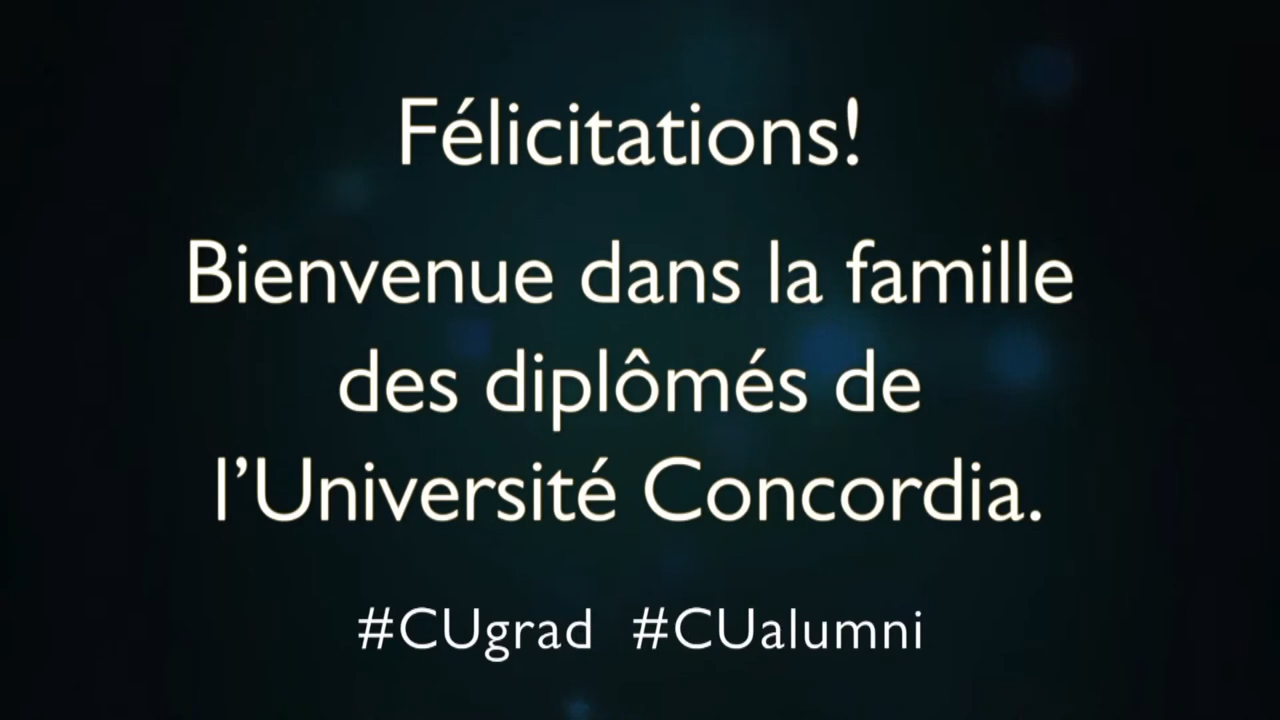 Félicitations!
Bienvenue dans la famille
des diplômés de
l’Université Concordia.
#CUgrad #CUalumni